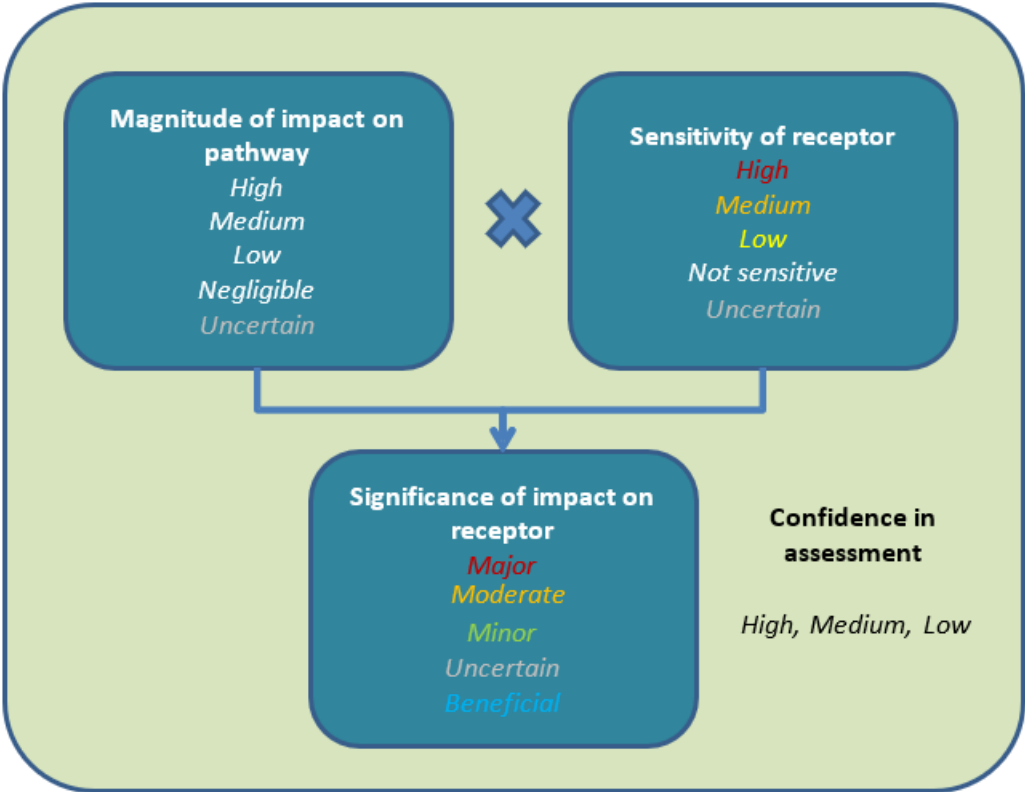 Magnitude of impact on
pathway
High
Medium
Low
Negligible
Uncertain
Sensitivity of receptor
High
Medium
Low
Not sensitive
Uncertain
Significance of impact on
receptor
Major
Moderate
Minor
Uncertain
Beneficial
Confidence in
assessment
High, Medium, Low